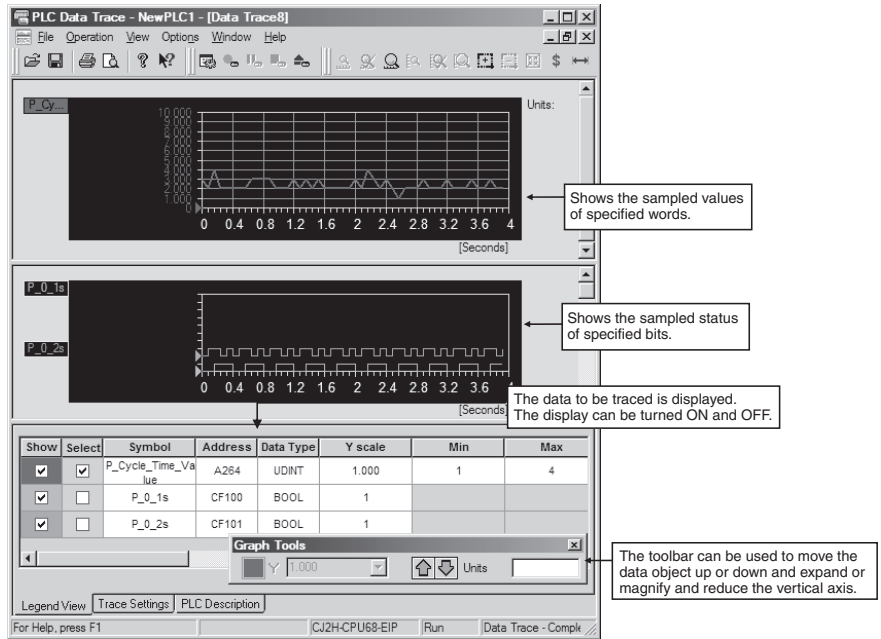 PLC Data Trace - NewPLC1 - [Data Trace8]
File Operation View Options Window Help
P_Cy...
Units:
10.000
9.000
8.000
7.000
6.000
5.000
4.000
3.000
2.000
1.000
0
0 0.4 0.8 1.2 1.6 2 2.4 2.8 3.2 3.6 4
[Seconds]
Shows the sampled values
of specified words.
P_0_1s
P_0_2s
0 0.4 0.8 1.2 1.6 2 2.4 2.8 3.2 3.6 4
[Seconds]
Shows the sampled status
of specified bits.
The data to be traced is displayed.
The display can be turned ON and OFF.
Show Select Symbol Address Data Type Y scale Min Max
P_Cycle_Time_Va
lue A264 UDINT 1.000 1 4
P_0_1s CF100 BOOL 1
P_0_2s CF101 BOOL 1
Graph Tools
Y 1.000 Units
The toolbar can be used to move the
data object up or down and expand or
magnify and reduce the vertical axis.
Legend View Trace Settings PLC Description
For Help, press F1 CJ2H-CPU68-EIP Run Data Trace - Comple